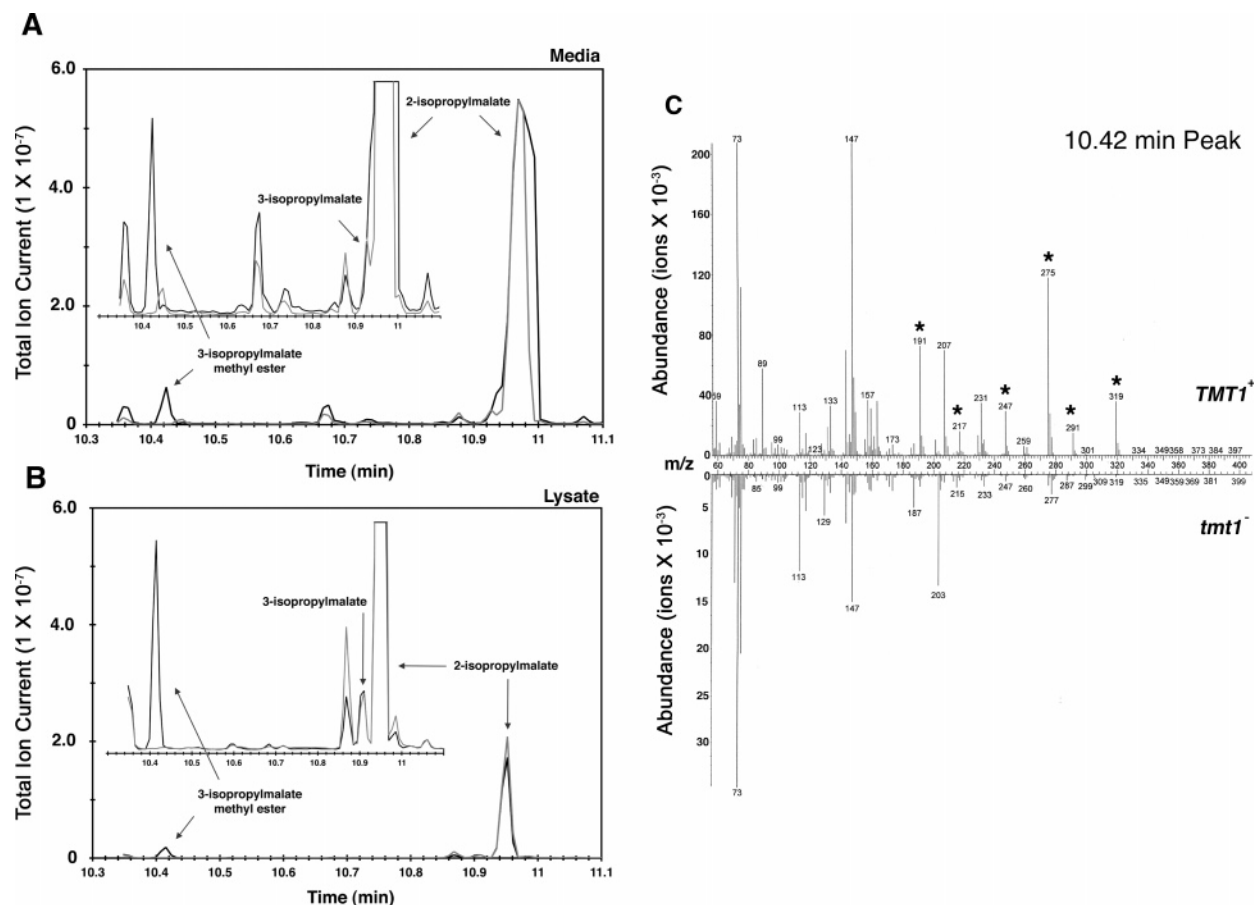 A
Media
6.0
4.0
2.0
0
Total Ion Current (1 X 10-7)
2-isopropylmalate
3-isopropylmalate
3-isopropylmalate
methyl ester
10.4 10.5 10.6 10.7 10.8 10.9 11
10.3 10.4 10.5 10.6 10.7 10.8 10.9 11 11.1
Time (min)
B
Lysate
6.0
4.0
2.0
0
Total Ion Current (1 X 10-7)
3-isopropylmalate
2-isopropylmalate
3-isopropylmalate
methyl ester
10.4 10.5 10.6 10.7 10.8 10.9 11
10.3 10.4 10.5 10.6 10.7 10.8 10.9 11 11.1
Time (min)
C
10.42 min Peak
Abundance (ions X 10-3)
200
160
120
80
40
0
73 147
* 275
* 191 207
89
* 319
69 113 133 157 231 * 247
* 217 * 291
99 123 173 259 301 334 349 358 373 384 397
TMT1+
m/z 60 80 100 120 140 160 180 200 220 240 260 280 300 320 340 360 380 400
0
5
10
15
20
25
30
Abundance (ions X 10-3)
85 99 215 233 247 260 277 287 299 309 319 335 349 359 369 381 399
129 187
113 147 203
73
tmt1-